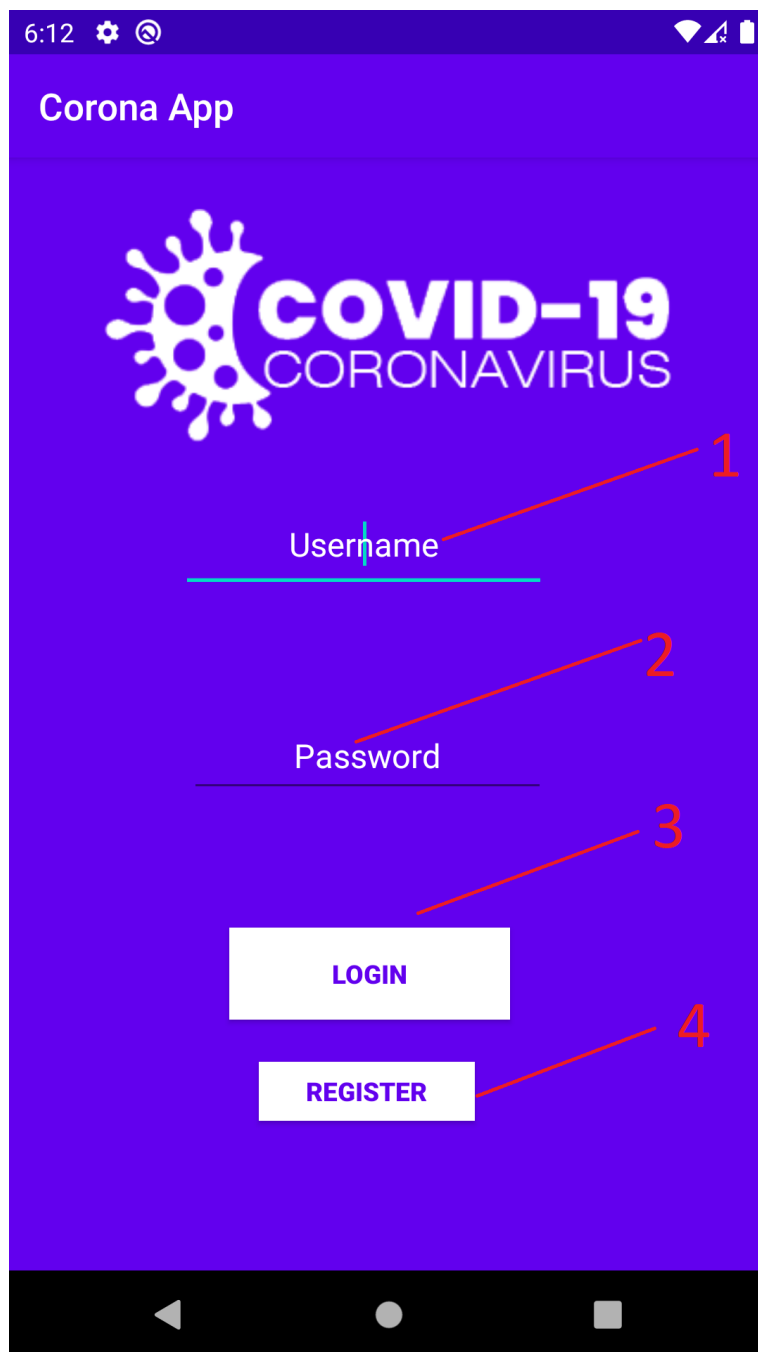 6:12
Corona App
COVID-19
CORONAVIRUS
1
Username
2
Password
3
LOGIN
4
REGISTER